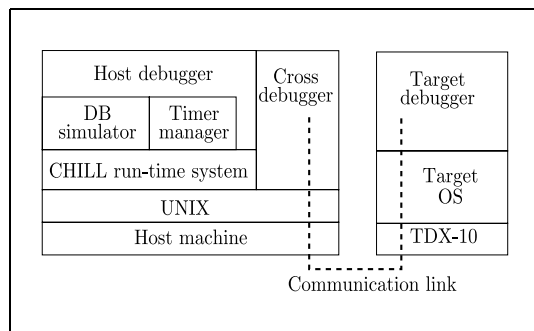 Host debugger
DB
simulator
Timer
manager
CHILL run-time system
Cross
debugger
UNIX
Host machine
Target
debugger
Target
OS
TDX-10
Communication link